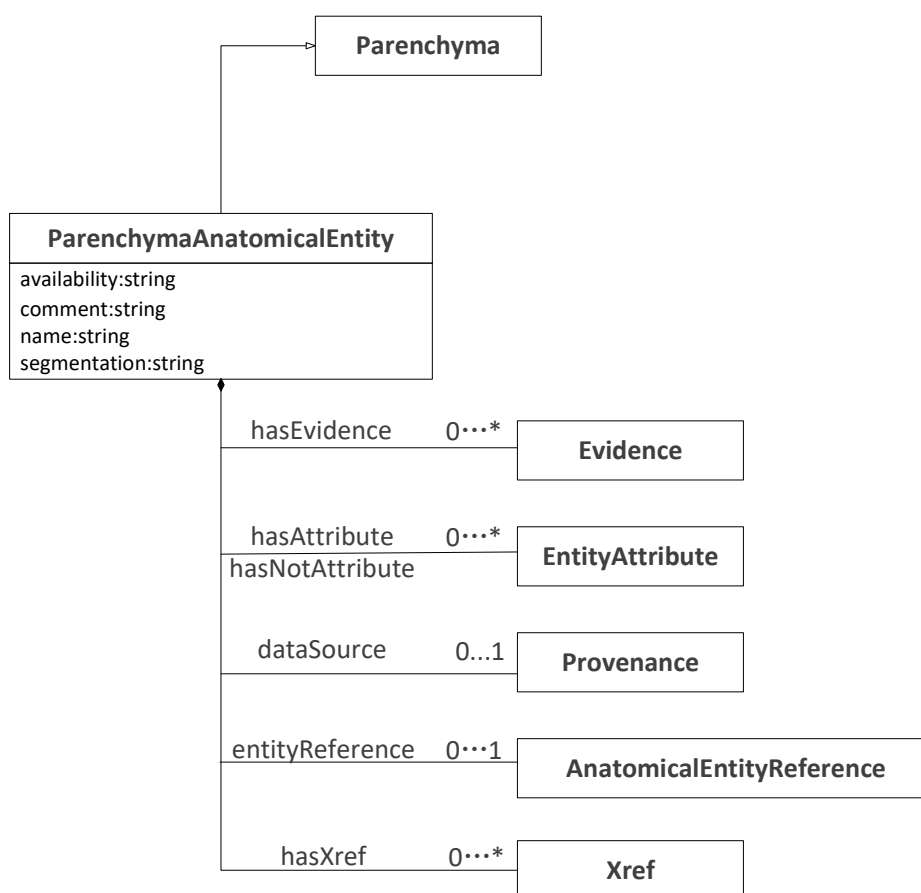 Parenchyma
ParenchymaAnatomicalEntity
availability:string
comment:string
name:string
segmentation:string
hasEvidence 0···*
Evidence
hasAttribute 0···*
hasNotAttribute
EntityAttribute
dataSource 0...1
Provenance
entityReference 0···1
AnatomicalEntityReference
hasXref 0···*
Xref